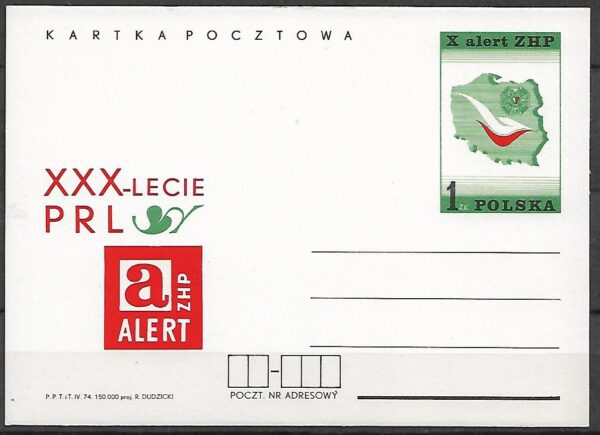 KARTKA POCZTOWA
X alert ZHP
1 ZŁ POLSKA
XXX-LECIE
PRL
a
ZHP
ALERT
POCZT. NR ADRESOWY
P. P. T. i T. IV. 74. 150.000 proj. R. DUDZICKI